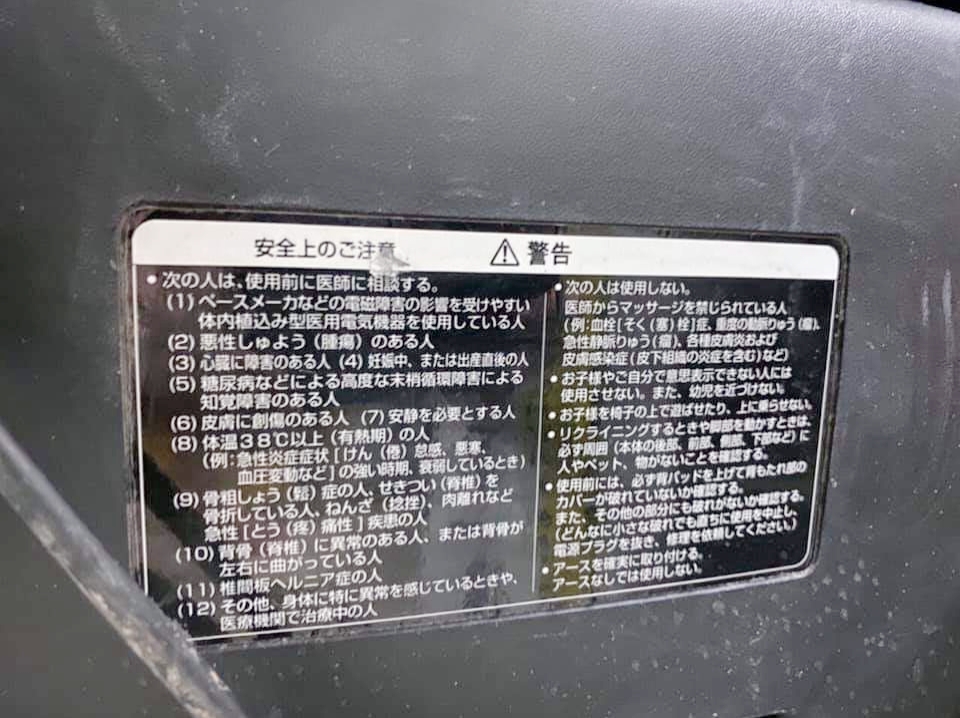 安全上のご注意 ⚠ 警告
• 次の人は、使用前に医師に相談する。
(1) ペースメーカなどの電磁障害の影響を受けやすい
体内植込み型医用電気機器を使用している人
(2) 悪性しゅよう（腫瘍）のある人
(3) 心臓に障害のある人 (4) 妊娠中、または出産直後の人
(5) 糖尿病などによる高度な末梢循環障害による
知覚障害のある人
(6) 皮膚に創傷のある人 (7) 安静を必要とする人
(8) 体温38℃以上（有熱期）の人
（例：急性炎症症状［けん（倦）怠感、悪寒、
血圧変動など］の強い時期、衰弱しているとき）
(9) 骨粗しょう（鬆）症の人、せきつい（脊椎）を
骨折している人、ねんざ（捻挫）、肉離れなど
急性［とう（疼）痛性］疾患の人
(10) 背骨（脊椎）に異常のある人、または背骨が
左右に曲がっている人
(11) 椎間板ヘルニア症の人
(12) その他、身体に特に異常を感じているときや、
医療機関で治療中の人
• 次の人は使用しない。
医師からマッサージを禁じられている人
（例：血栓［そく（塞）栓］症、重度の動脈りゅう（瘤）、
急性静脈りゅう（瘤）、各種皮膚炎および
皮膚感染症（皮下組織の炎症を含む）など）
• お子様やご自分で意思表示できない人には
使用させない。また、幼児を近づけない。
• お子様を椅子の上で遊ばせたり、上に乗らせない。
• リクライニングするときや脚部を動かすときは、
必ず周囲（本体の後部、前部、側部、下部など）に
人やペット、物がないことを確認する。
• 使用前には、必ず背パッドを上げて背もたれ部の
カバーが破れていないか確認する。
また、その他の部分にも破れがないか確認する。
（どんなに小さな破れでも直ちに使用を中止し、
電源プラグを抜き、修理を依頼してください）
• アースを確実に取り付ける。
アースなしでは使用しない。